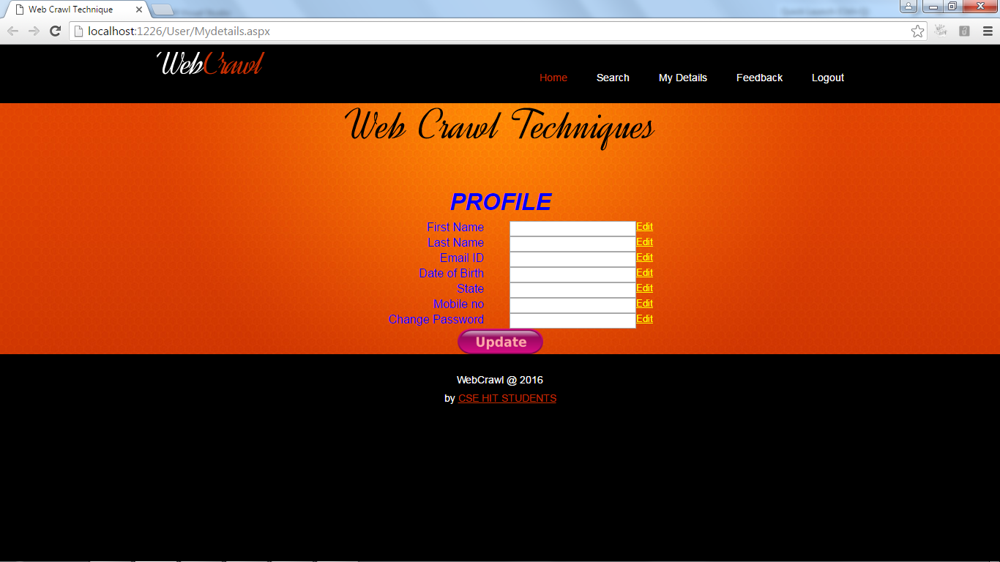 Web Crawl Technique
localhost:1226/User/Mydetails.aspx
WebCrawl
Home Search My Details Feedback Logout
Web Crawl Techniques
PROFILE
First Name Edit
Last Name Edit
Email ID Edit
Date of Birth Edit
State Edit
Mobile no Edit
Change Password Edit
Update
WebCrawl @ 2016
by CSE HIT STUDENTS